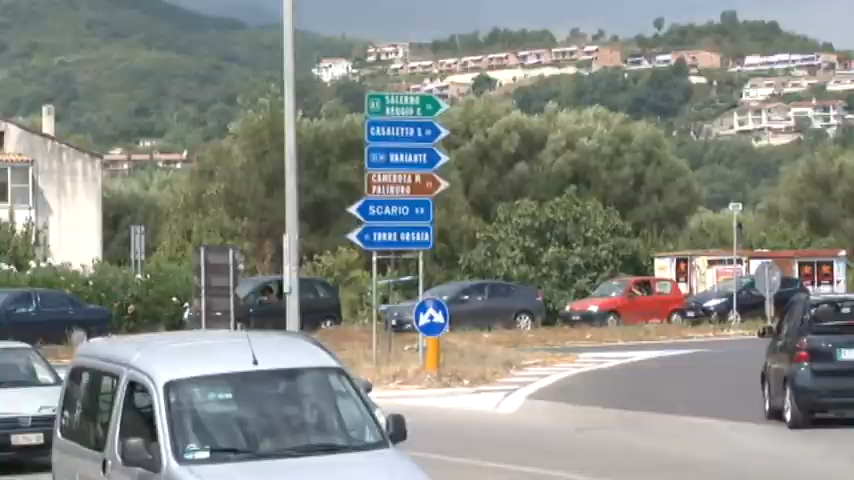 SALERNO
REGGIO C.
CASALETTO S.
VARIANTE
CAMEROTA M.
PALINURO
SCARIO
TORRE ORSAIA